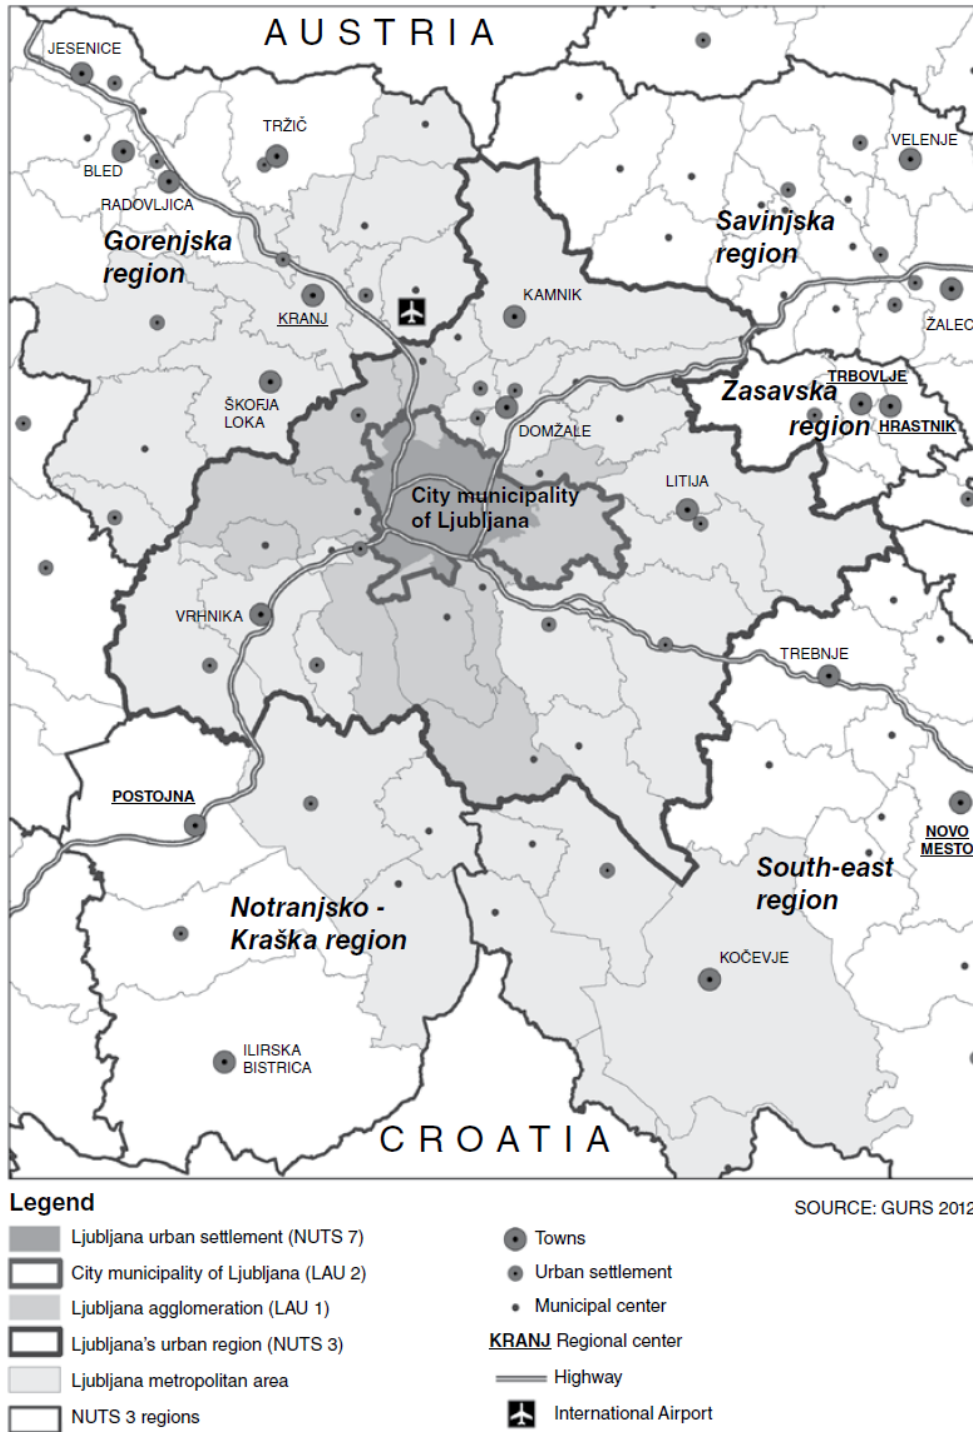 AUSTRIA
JESENICE
TRŽIČ
VELENJE
BLED
RADOVLJICA
Savinjska
region
Gorenjska
region
KAMNIK
KRANJ
ŽALEC
TRBOVLJE
Zasavska
region
HRASTNIK
ŠKOFJA
LOKA
DOMŽALE
LITIJA
City municipality
of Ljubljana
VRHNIKA
TREBNJE
POSTOJNA
NOVO
MESTO
South-east
region
Notranjsko -
Kraška region
KOČEVJE
ILIRSKA
BISTRICA
CROATIA
Legend
SOURCE: GURS 2012
Ljubljana urban settlement (NUTS 7)
City municipality of Ljubljana (LAU 2)
Ljubljana agglomeration (LAU 1)
Ljubljana's urban region (NUTS 3)
Ljubljana metropolitan area
NUTS 3 regions
Towns
Urban settlement
Municipal center
KRANJ Regional center
Highway
International Airport